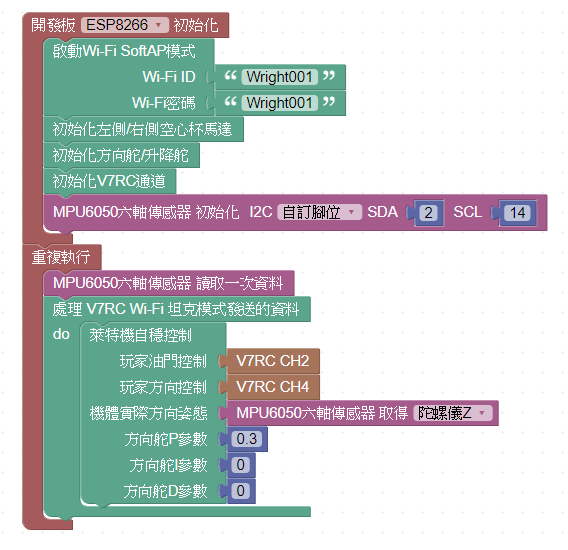 開發板 ESP8266 初始化
啟動Wi-Fi SoftAP模式
Wi-Fi ID “ Wright001 ”
Wi-Fi密碼 “ Wright001 ”
初始化左側/右側空心杯馬達
初始化方向舵/升降舵
初始化V7RC通道
MPU6050六軸傳感器 初始化 I2C 自訂腳位 SDA 2 SCL 14
重複執行
MPU6050六軸傳感器 讀取一次資料
處理 V7RC Wi-Fi 坦克模式發送的資料
do 萊特機自穩控制
玩家油門控制 V7RC CH2
玩家方向控制 V7RC CH4
機體實際方向姿態 MPU6050六軸傳感器 取得 陀螺儀Z
方向舵P參數 0.3
方向舵I參數 0
方向舵D參數 0